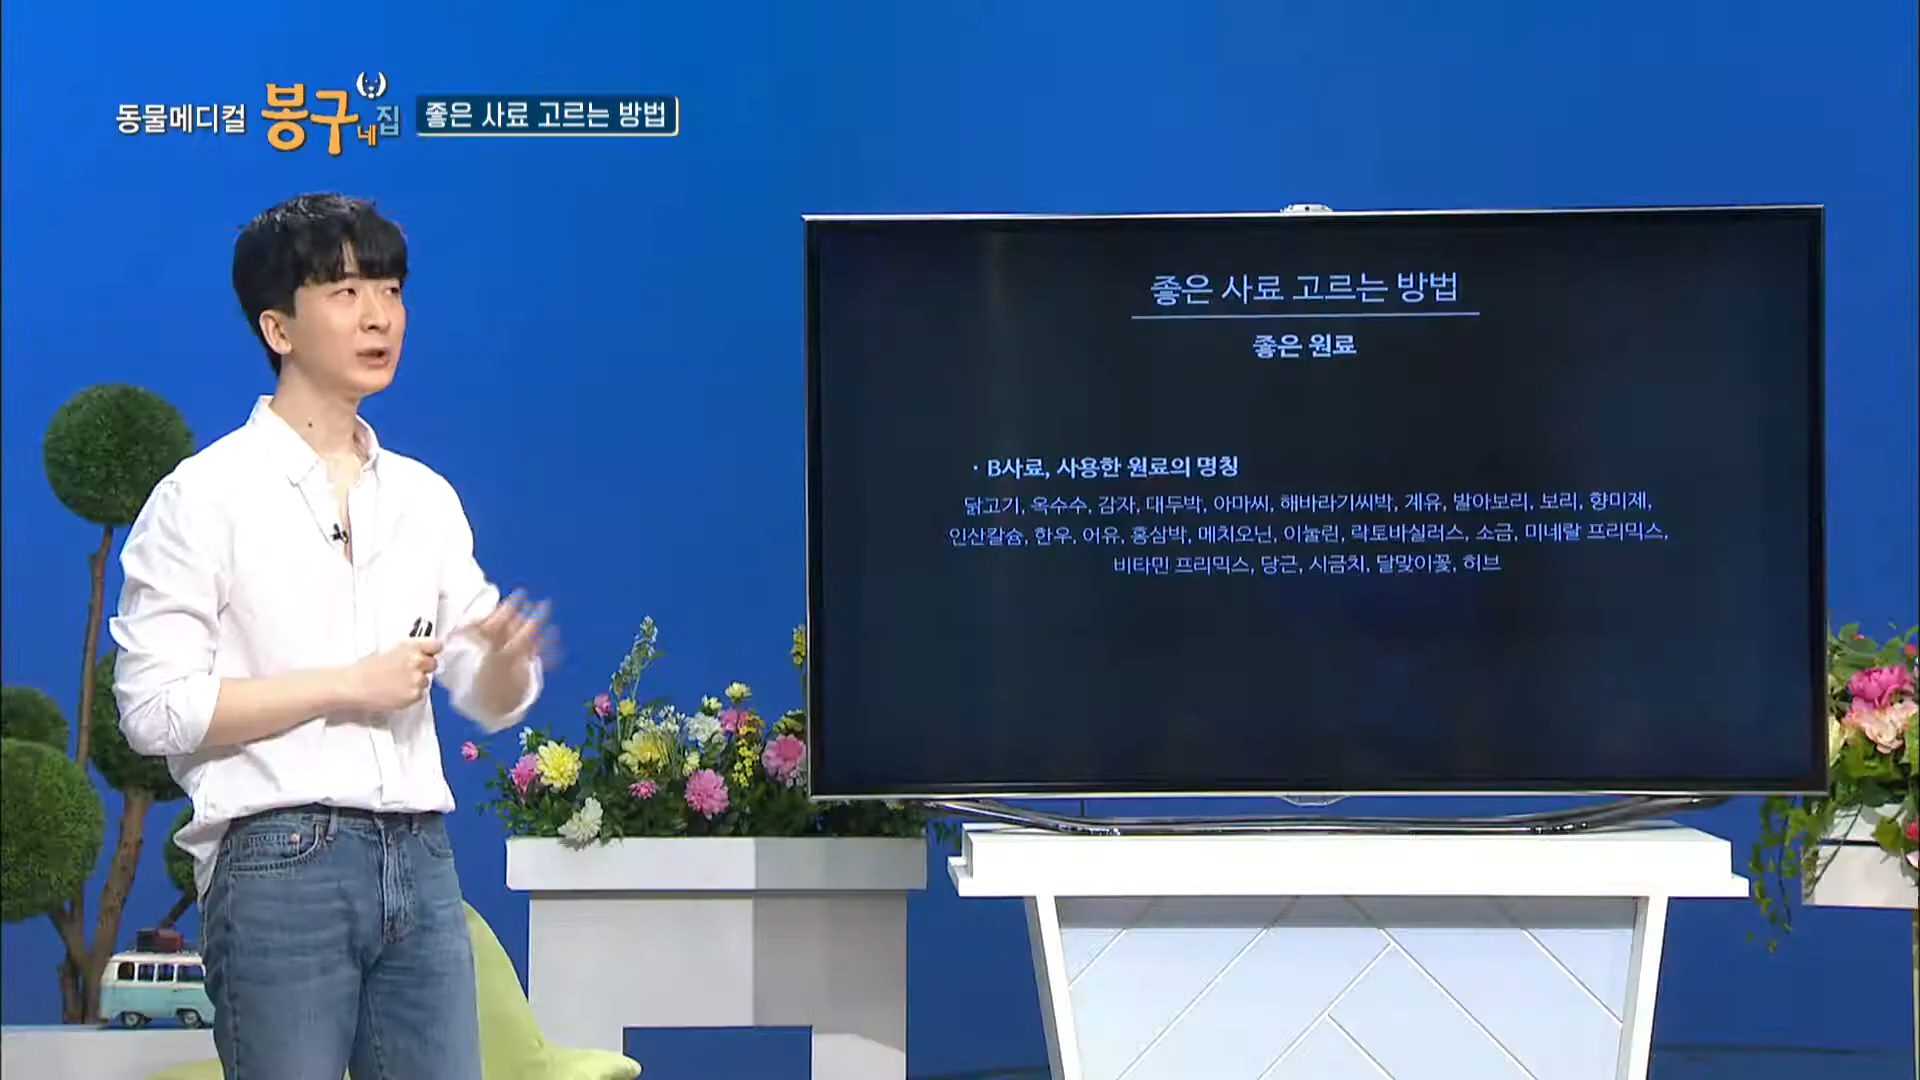 동물메디컬 봉구네집 좋은 사료 고르는 방법
좋은 사료 고르는 방법
좋은 원료
· B사료, 사용한 원료의 명칭
닭고기, 옥수수, 감자, 대두박, 아마씨, 해바라기씨박, 계유, 발아보리, 보리, 향미제,
인산칼슘, 한우, 어유, 홍삼박, 메치오닌, 이눌린, 락토바실러스, 소금, 미네랄 프리믹스,
비타민 프리믹스, 당근, 시금치, 달맞이꽃, 허브